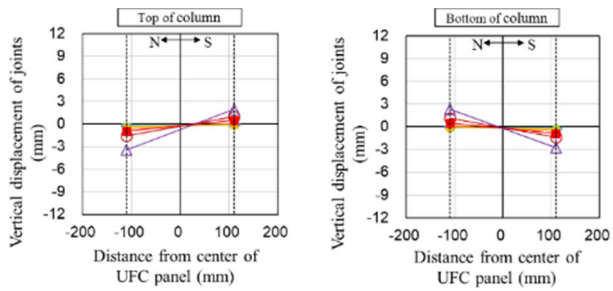 Top of column
Vertical displacement of joints
(mm)
12
9
6
3
0
-3
-6
-9
-12
N S
-200 -100 0 100 200
Distance from center of
UFC panel (mm)
Bottom of column
Vertical displacement of joints
(mm)
12
9
6
3
0
-3
-6
-9
-12
N S
-200 -100 0 100 200
Distance from center of
UFC panel (mm)